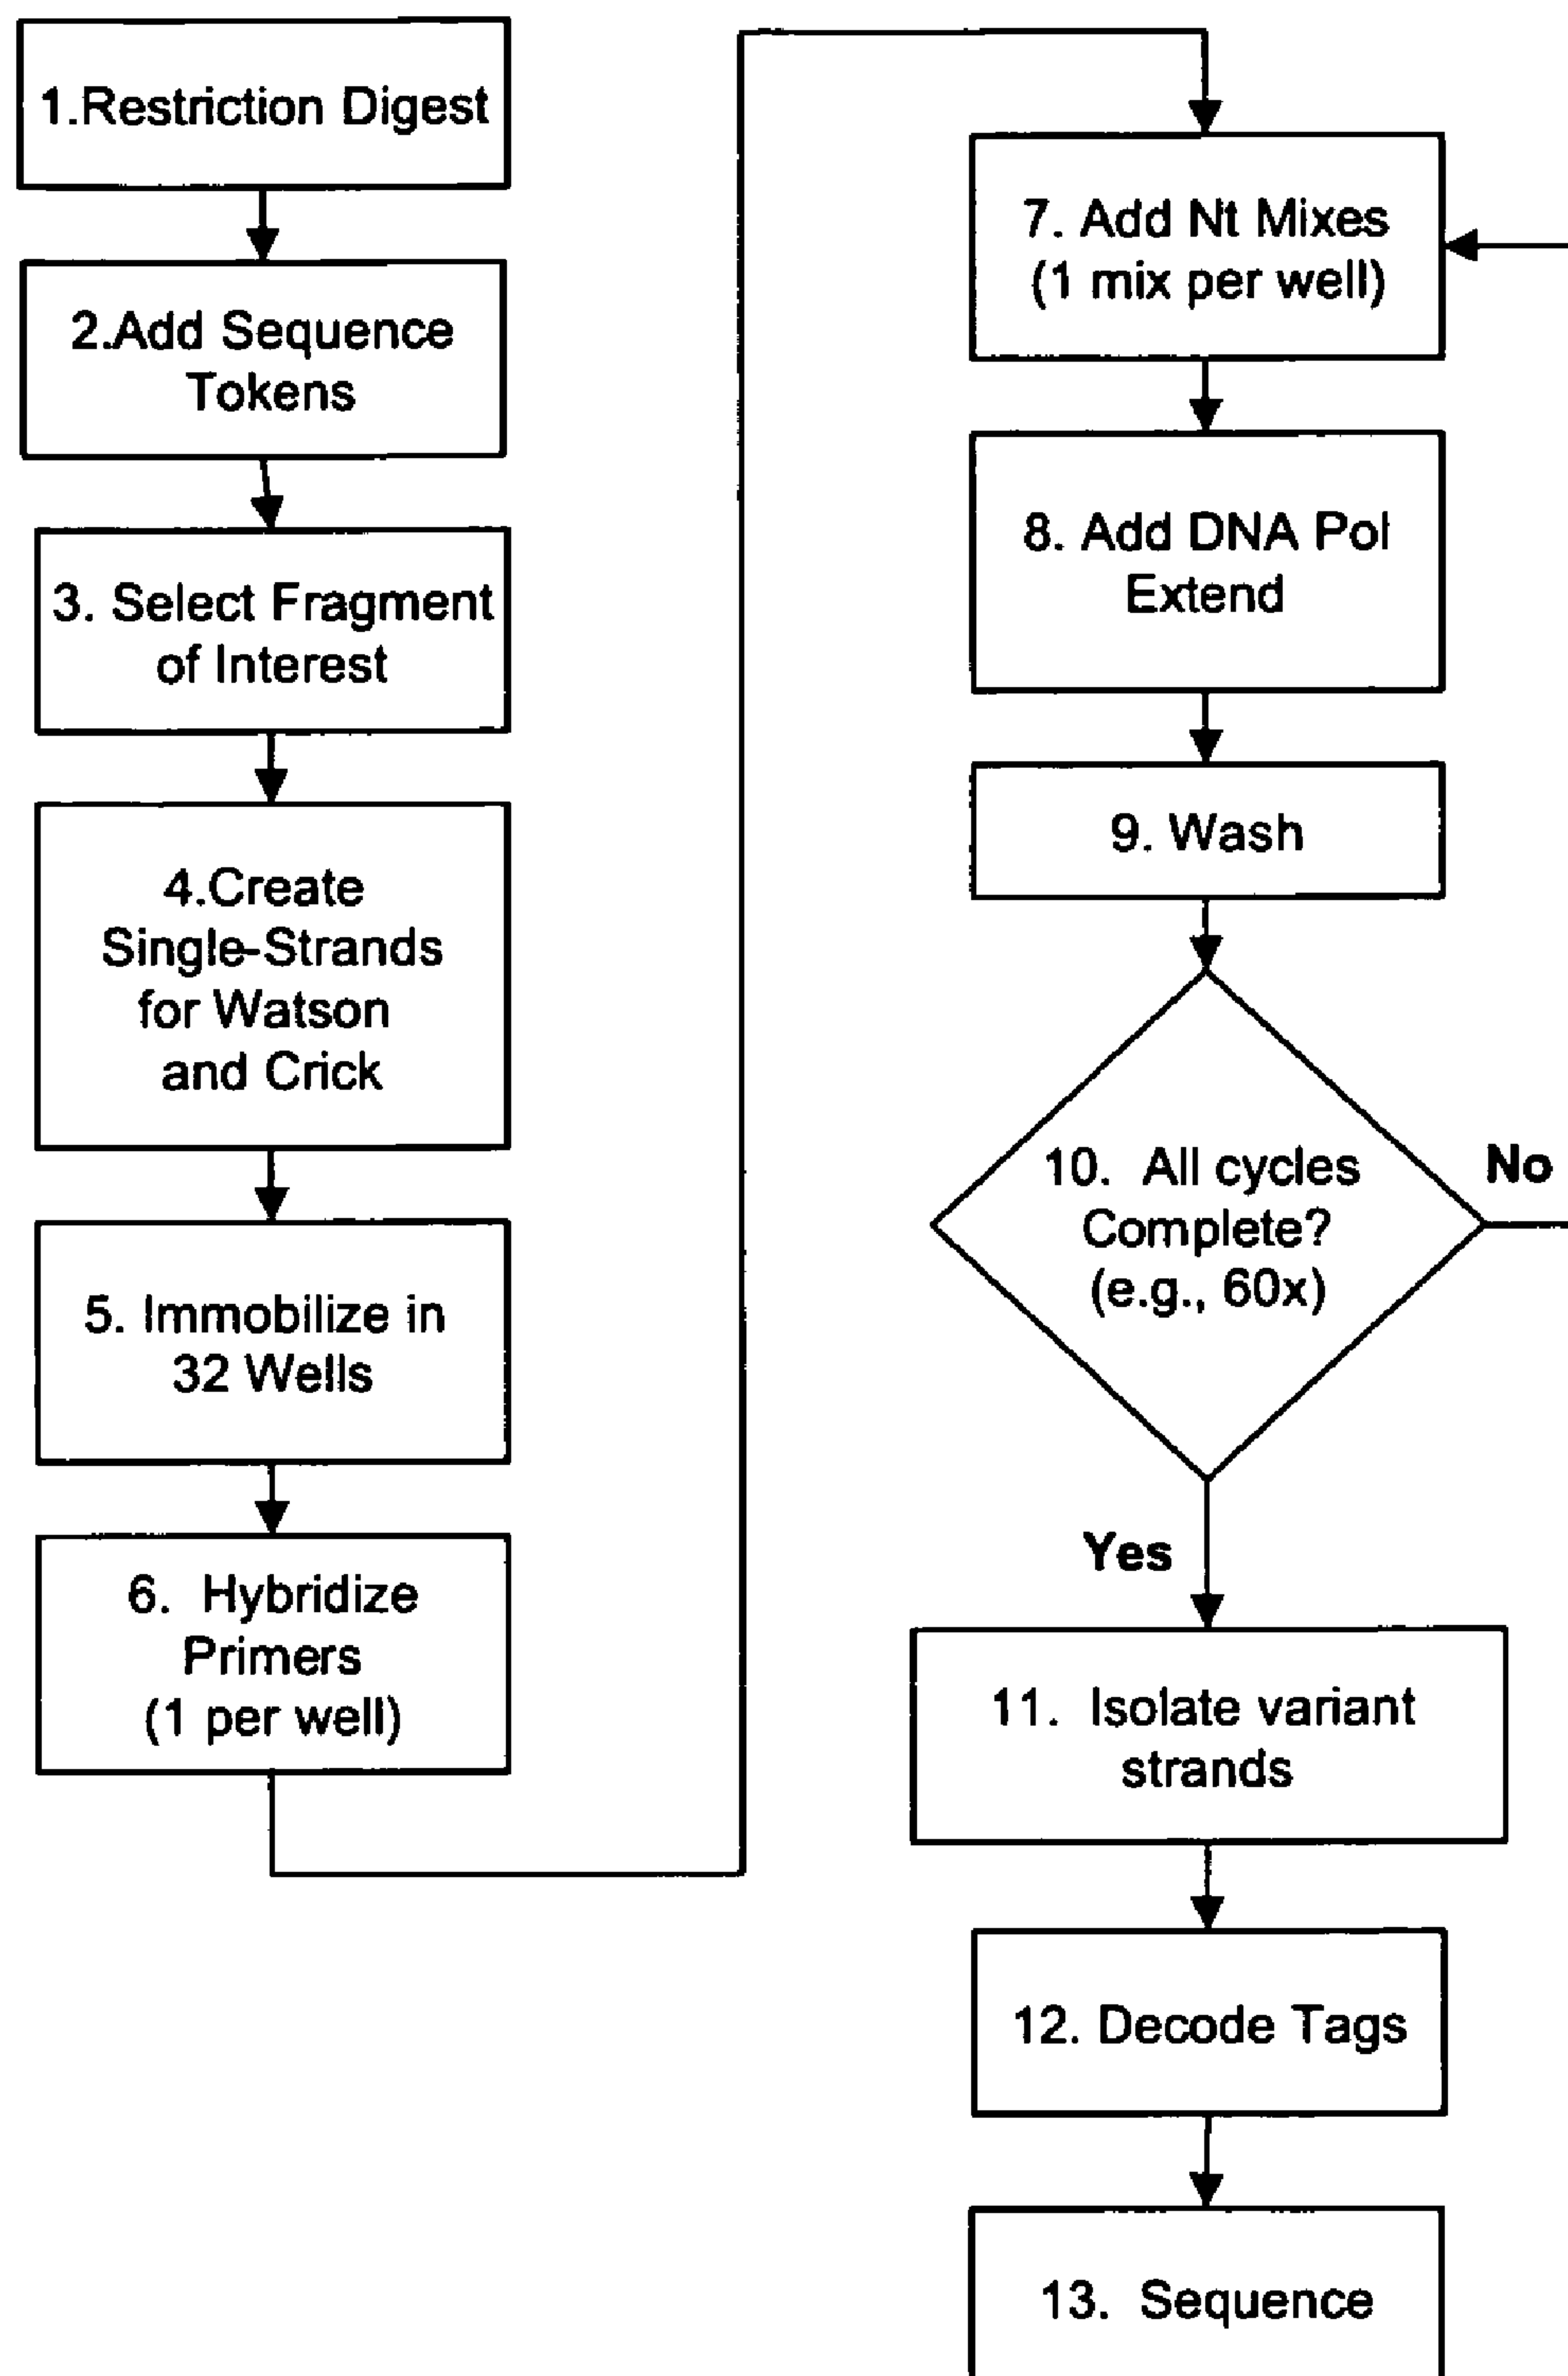 1.Restriction Digest
2.Add Sequence
Tokens
3. Select Fragment
of Interest
4.Create
Single-Strands
for Watson
and Crick
5. Immobilize in
32 Wells
6. Hybridize
Primers
(1 per well)
7. Add Nt Mixes
(1 mix per well)
8. Add DNA Pol
Extend
9. Wash
10. All cycles
Complete?
(e.g., 60x)
No
Yes
11. Isolate variant
strands
12. Decode Tags
13. Sequence